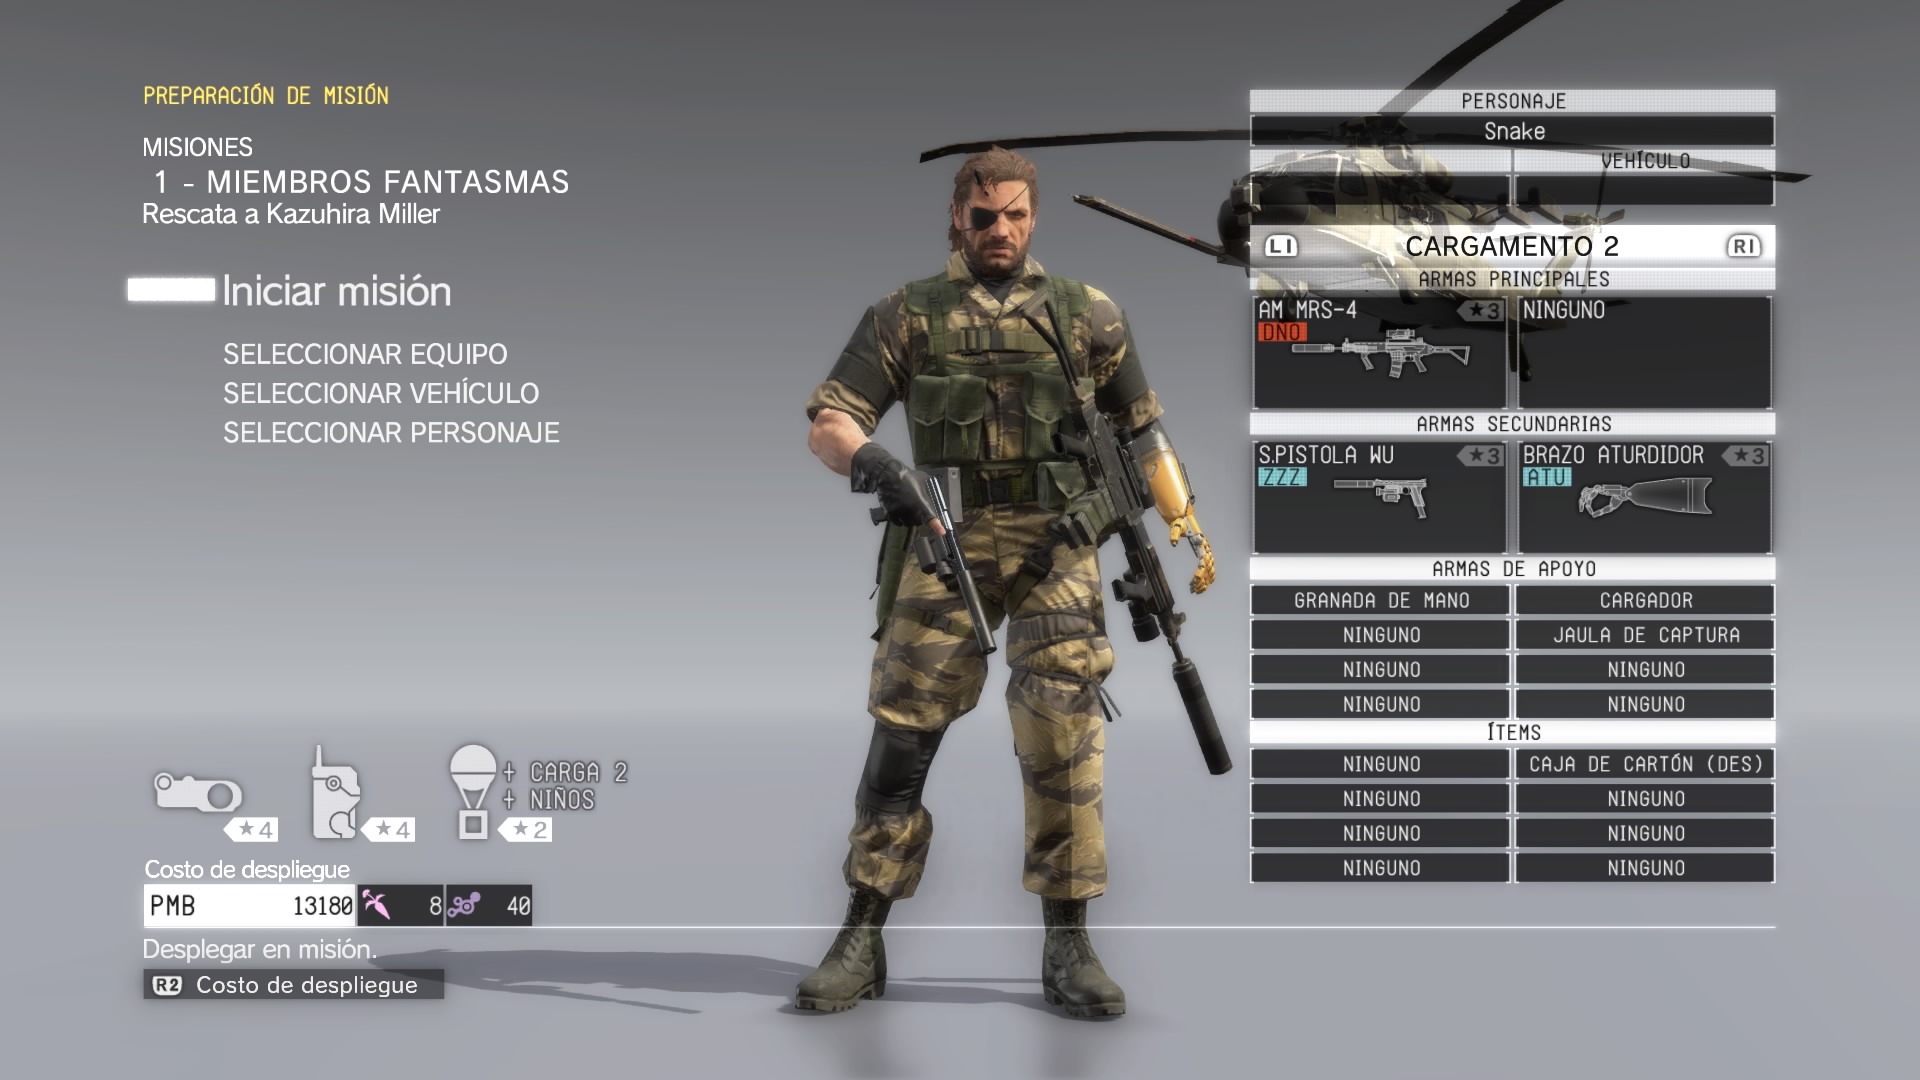 PREPARACIÓN DE MISIÓN
MISIONES
1 - MIEMBROS FANTASMAS
Rescata a Kazuhira Miller
Iniciar misión
SELECCIONAR EQUIPO
SELECCIONAR VEHÍCULO
SELECCIONAR PERSONAJE
+ CARGA 2
+ NIÑOS
★4
★4
★2
Costo de despliegue
PMB 13180 8 40
Desplegar en misión.
R2 Costo de despliegue
PERSONAJE
Snake
VEHÍCULO
L1 CARGAMENTO 2 R1
ARMAS PRINCIPALES
AM MRS-4 ★3 NINGUNO
DNO
ARMAS SECUNDARIAS
S.PISTOLA WU ★3 BRAZO ATURDIDOR ★3
ZZZ ATU
ARMAS DE APOYO
GRANADA DE MANO CARGADOR
NINGUNO JAULA DE CAPTURA
NINGUNO NINGUNO
NINGUNO NINGUNO
ÍTEMS
NINGUNO CAJA DE CARTÓN (DES)
NINGUNO NINGUNO
NINGUNO NINGUNO
NINGUNO NINGUNO